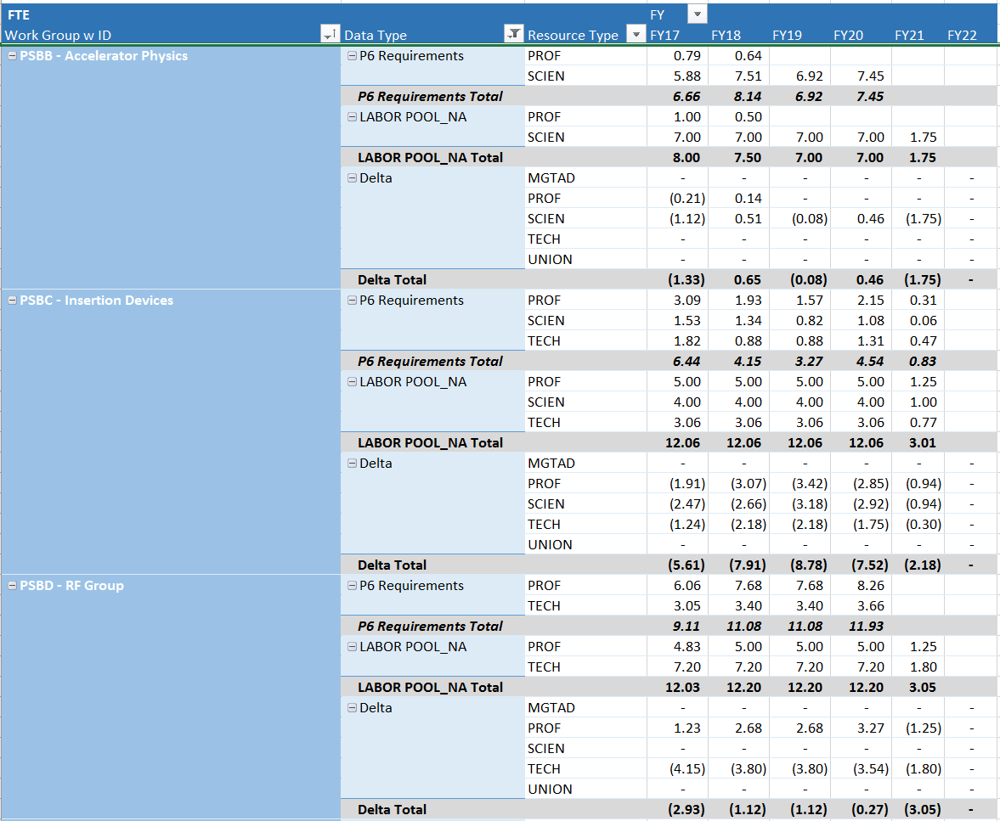 FTE FY
Work Group w ID Data Type Resource Type FY17 FY18 FY19 FY20 FY21 FY22
PSBB - Accelerator Physics P6 Requirements PROF 0.79 0.64
SCIEN 5.88 7.51 6.92 7.45
P6 Requirements Total 6.66 8.14 6.92 7.45
LABOR POOL_NA PROF 1.00 0.50
SCIEN 7.00 7.00 7.00 7.00 1.75
LABOR POOL_NA Total 8.00 7.50 7.00 7.00 1.75
Delta MGTAD - - - - - -
PROF (0.21) 0.14 - - - -
SCIEN (1.12) 0.51 (0.08) 0.46 (1.75) -
TECH - - - - - -
UNION - - - - - -
Delta Total (1.33) 0.65 (0.08) 0.46 (1.75) -
PSBC - Insertion Devices P6 Requirements PROF 3.09 1.93 1.57 2.15 0.31
SCIEN 1.53 1.34 0.82 1.08 0.06
TECH 1.82 0.88 0.88 1.31 0.47
P6 Requirements Total 6.44 4.15 3.27 4.54 0.83
LABOR POOL_NA PROF 5.00 5.00 5.00 5.00 1.25
SCIEN 4.00 4.00 4.00 4.00 1.00
TECH 3.06 3.06 3.06 3.06 0.77
LABOR POOL_NA Total 12.06 12.06 12.06 12.06 3.01
Delta MGTAD - - - - - -
PROF (1.91) (3.07) (3.42) (2.85) (0.94) -
SCIEN (2.47) (2.66) (3.18) (2.92) (0.94) -
TECH (1.24) (2.18) (2.18) (1.75) (0.30) -
UNION - - - - - -
Delta Total (5.61) (7.91) (8.78) (7.52) (2.18) -
PSBD - RF Group P6 Requirements PROF 6.06 7.68 7.68 8.26
TECH 3.05 3.40 3.40 3.66
P6 Requirements Total 9.11 11.08 11.08 11.93
LABOR POOL_NA PROF 4.83 5.00 5.00 5.00 1.25
TECH 7.20 7.20 7.20 7.20 1.80
LABOR POOL_NA Total 12.03 12.20 12.20 12.20 3.05
Delta MGTAD - - - - - -
PROF 1.23 2.68 2.68 3.27 (1.25) -
SCIEN - - - - - -
TECH (4.15) (3.80) (3.80) (3.54) (1.80) -
UNION - - - - - -
Delta Total (2.93) (1.12) (1.12) (0.27) (3.05) -